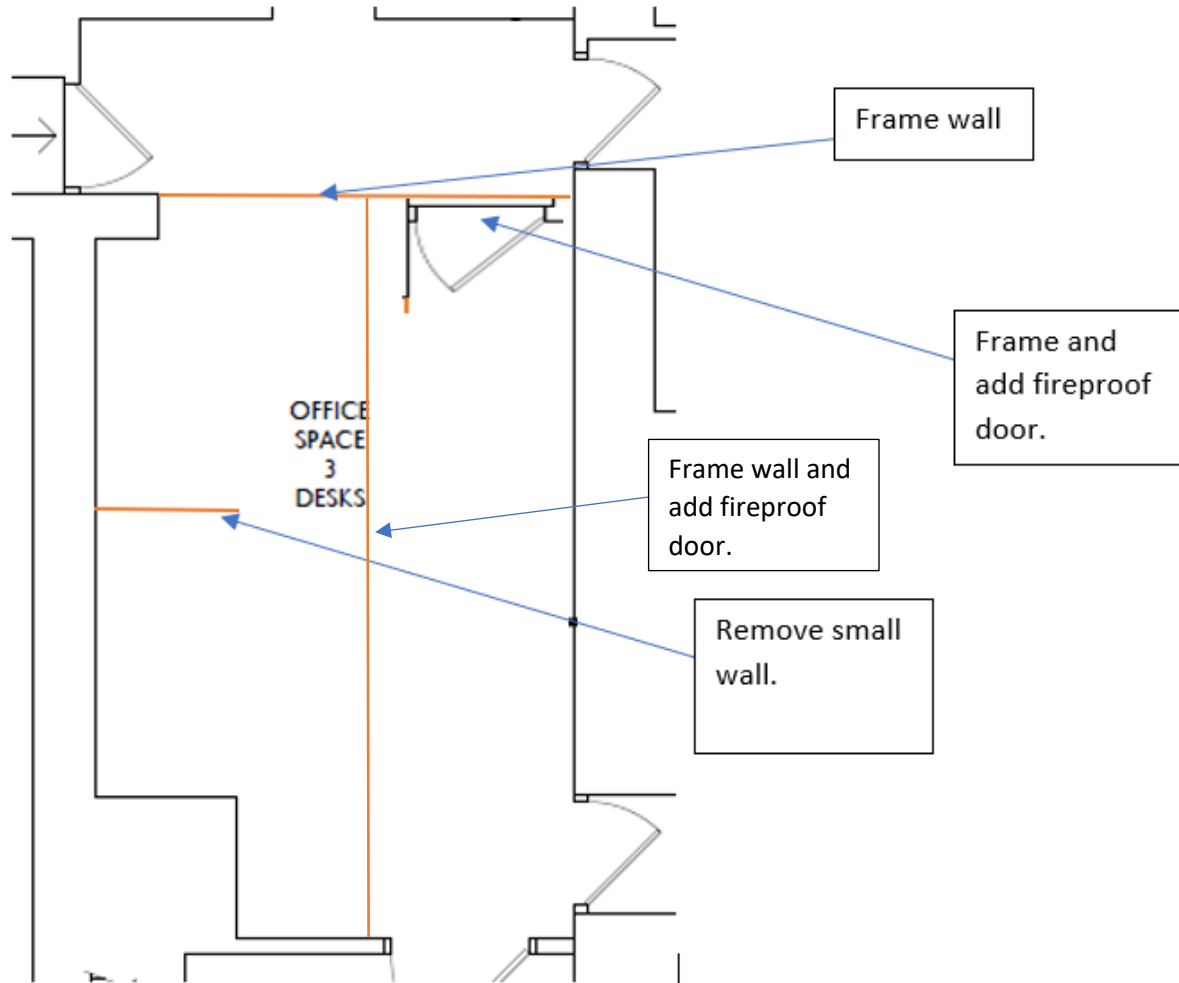 Frame wall
Frame and
add fireproof
door.
OFFICE
SPACE
3
DESKS
Frame wall and
add fireproof
door.
Remove small
wall.